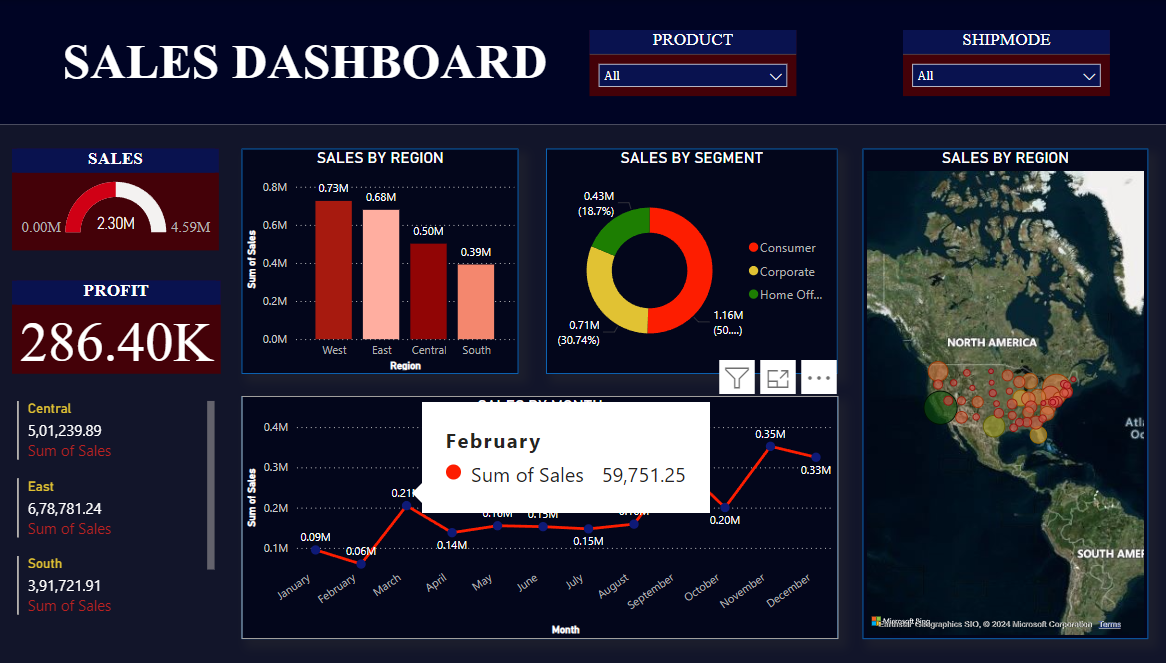 SALES DASHBOARD
PRODUCT
All
SHIPMODE
All
SALES
0.00M
2.30M
4.59M
PROFIT
286.40K
Central
5,01,239.89
Sum of Sales
East
6,78,781.24
Sum of Sales
South
3,91,721.91
Sum of Sales
SALES BY REGION
Sum of Sales
0.8M
0.6M
0.4M
0.2M
0.0M
0.73M
0.68M
0.50M
0.39M
West
East
Central
South
Region
SALES BY SEGMENT
0.43M
(18.7%)
0.71M
(30.74%)
1.16M
(50....)
Consumer
Corporate
Home Off...
SALES BY MONTH
Sum of Sales
0.4M
0.3M
0.2M
0.1M
February
Sum of Sales 59,751.25
0.09M
0.06M
0.21M
0.14M
0.16M
0.15M
0.15M
0.16M
0.20M
0.35M
0.33M
January
February
March
April
May
June
July
August
September
October
November
December
Month
SALES BY REGION
NORTH AMERICA
Atl
Oc
SOUTH AMER
Microsoft Bing
Earthstar Geographics SIO, © 2024 Microsoft Corporation Terms